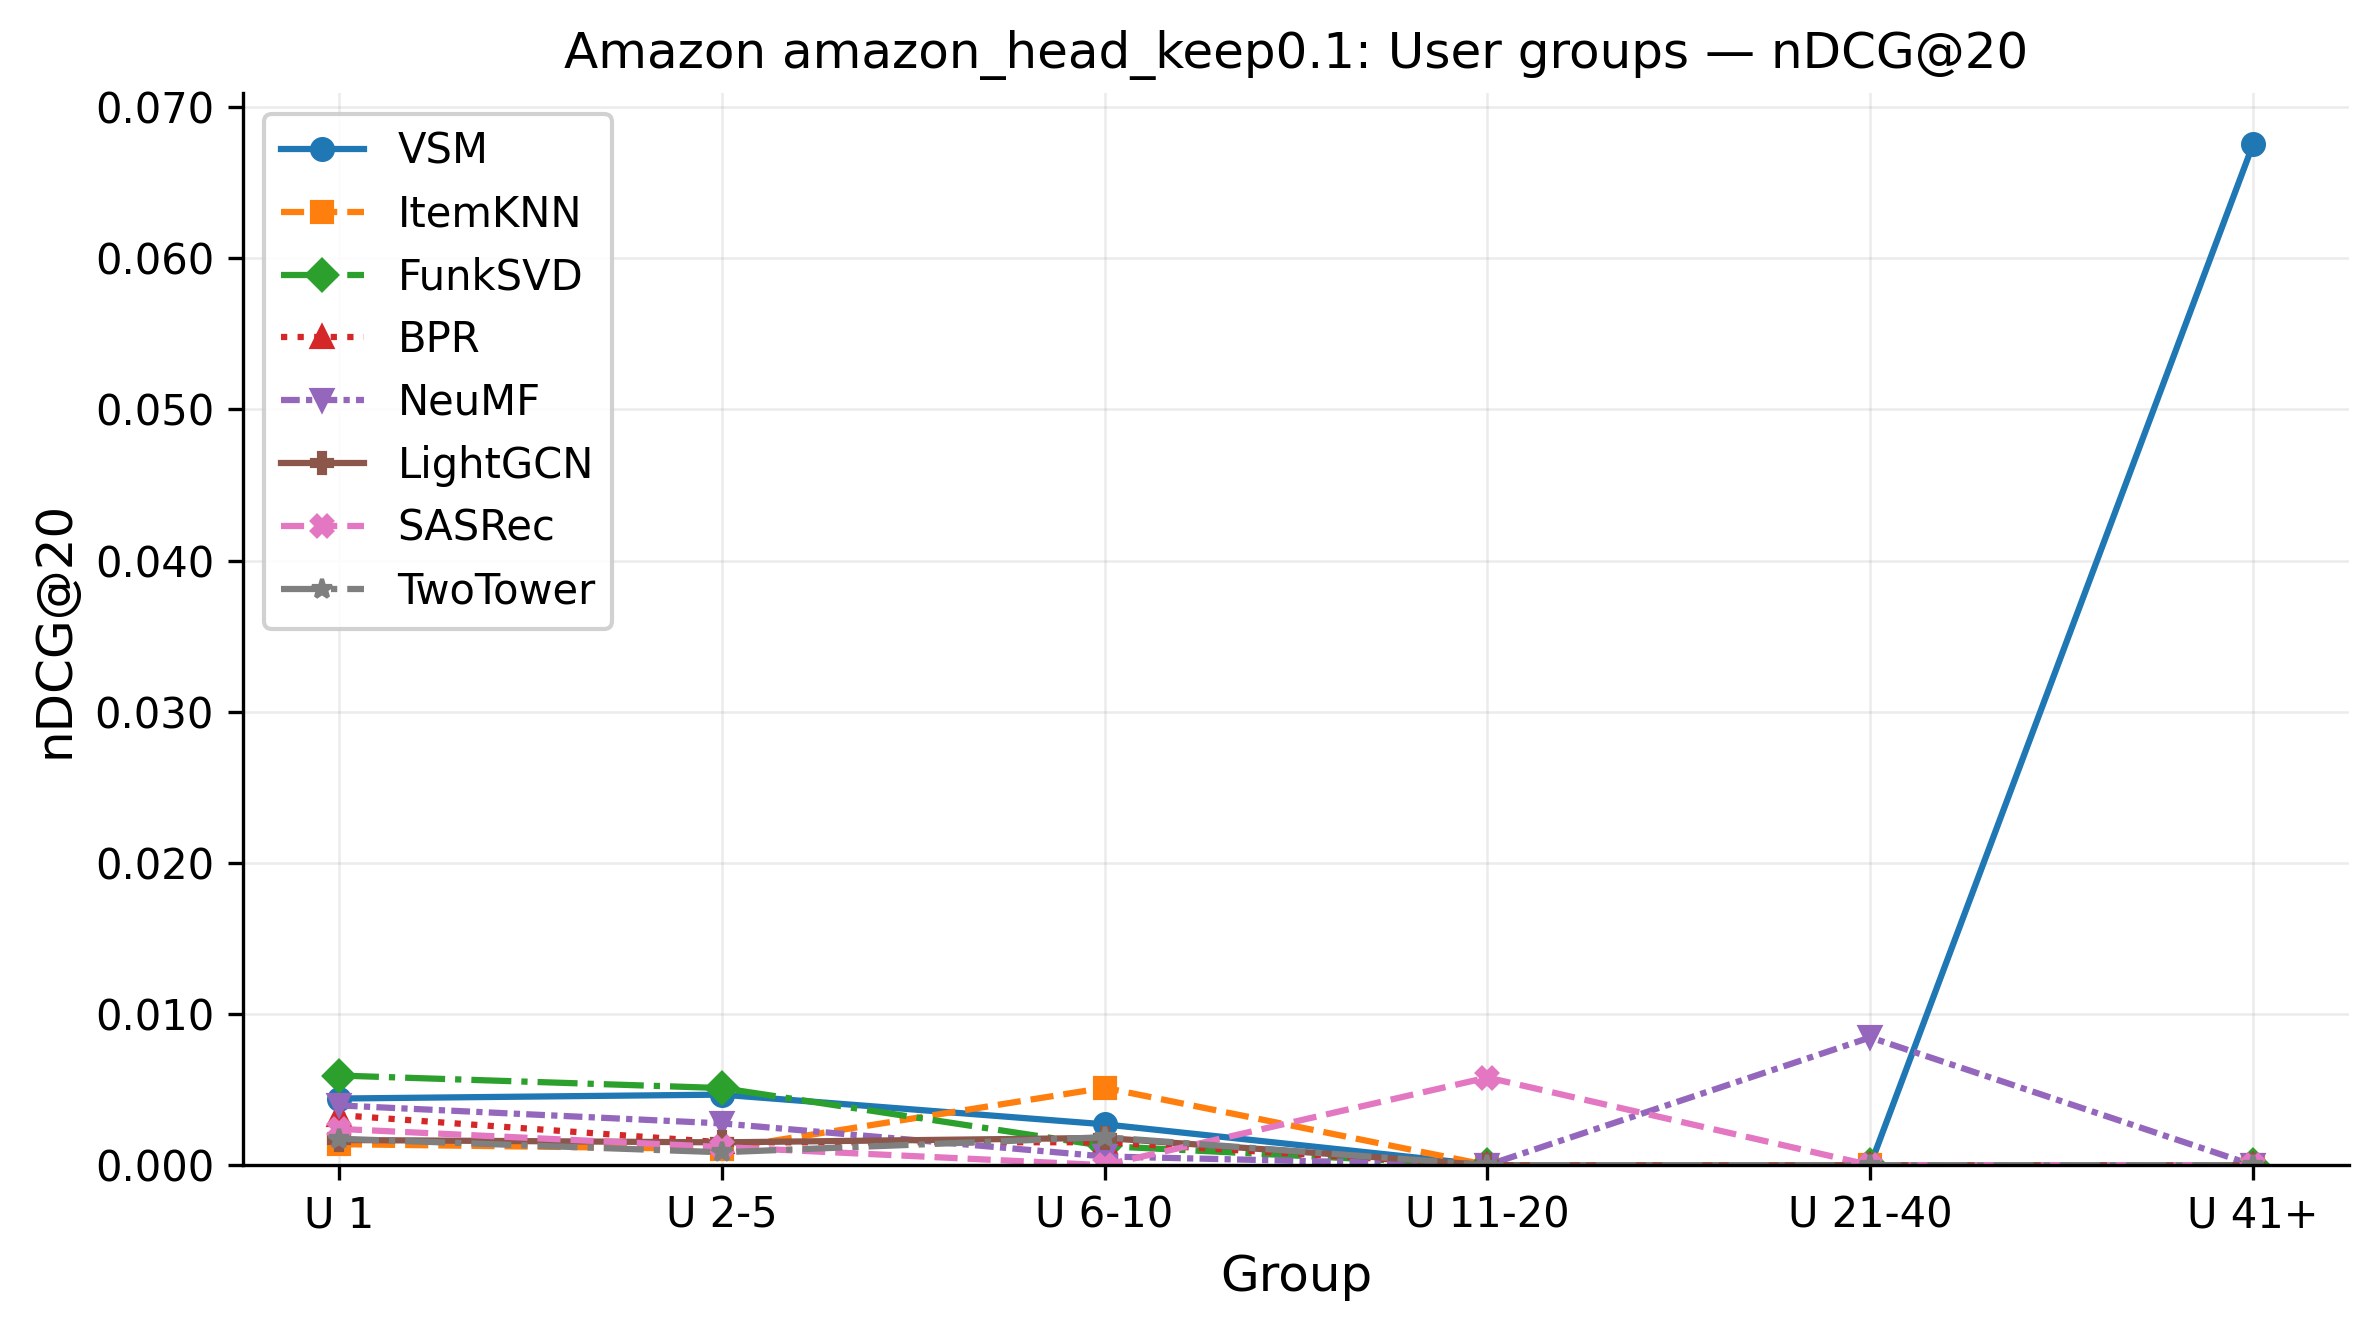 Amazon amazon_head_keep0.1: User groups — nDCG@20
0.070
0.060
0.050
0.040
0.030
0.020
0.010
0.000
nDCG@20
VSM
ItemKNN
FunkSVD
BPR
NeuMF
LightGCN
SASRec
TwoTower
U 1
U 2-5
U 6-10
U 11-20
U 21-40
U 41+
Group